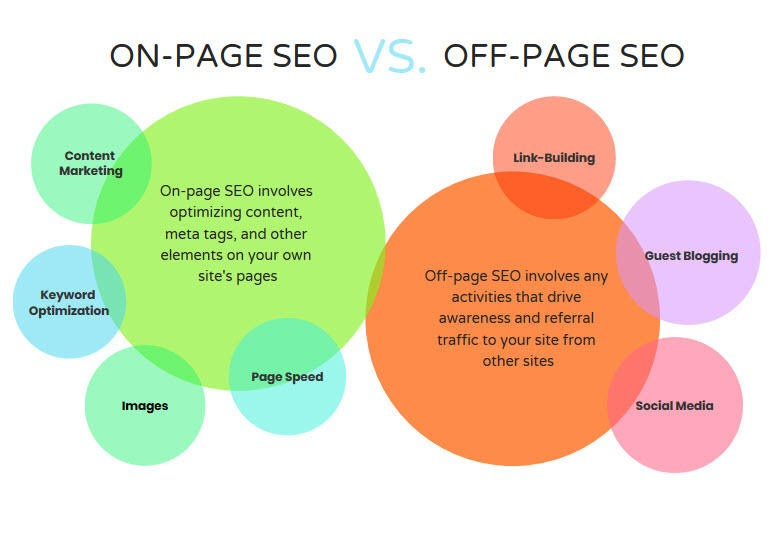 ON-PAGE SEO VS. OFF-PAGE SEO
Content
Marketing
On-page SEO involves
optimizing content,
meta tags, and other
elements on your own
site's pages
Keyword
Optimization
Images
Page Speed
Link-Building
Off-page SEO involves any
activities that drive
awareness and referral
traffic to your site from
other sites
Guest Blogging
Social Media